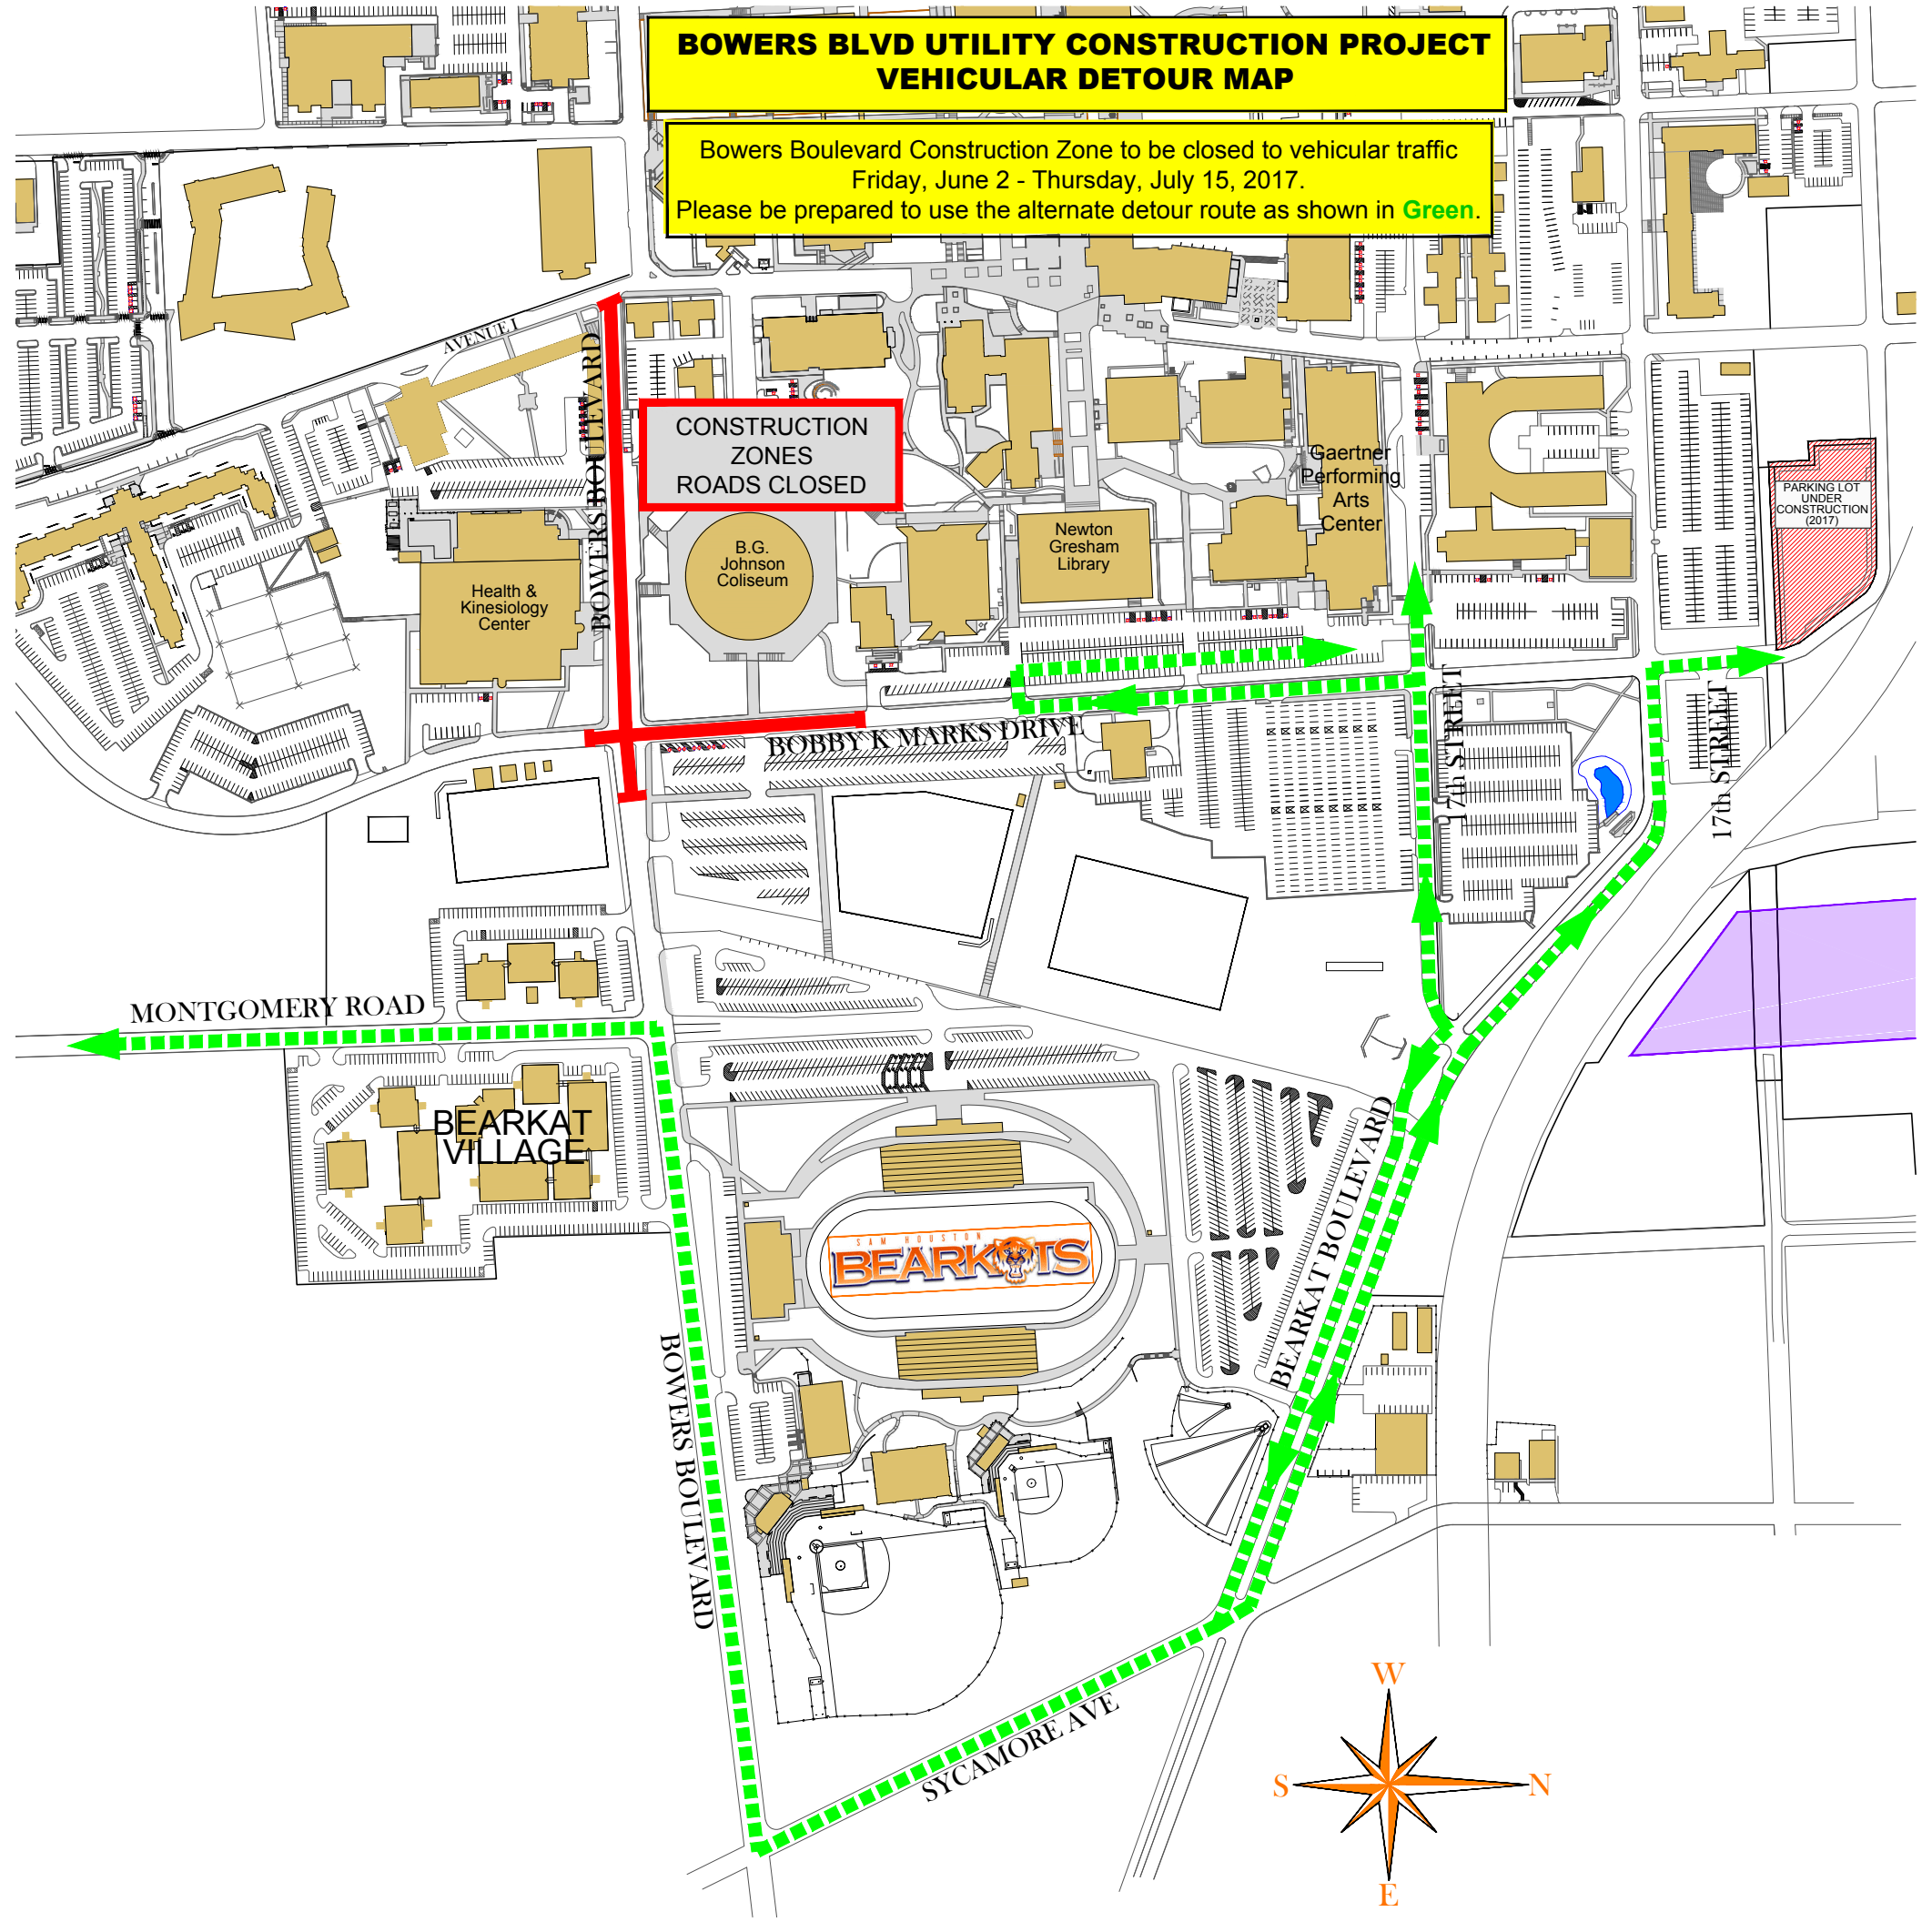 BOWERS BLVD UTILITY CONSTRUCTION PROJECT
VEHICULAR DETOUR MAP
Bowers Boulevard Construction Zone to be closed to vehicular traffic
Friday, June 2 - Thursday, July 15, 2017.
Please be prepared to use the alternate detour route as shown in Green.
AVENUE I
BOWERS BOULEVARD
CONSTRUCTION
ZONES
ROADS CLOSED
Gaertner
Performing
Arts
Center
PARKING LOT
UNDER
CONSTRUCTION
(2017)
B.G.
Johnson
Coliseum
Newton
Gresham
Library
Health &
Kinesiology
Center
BOBBY K MARKS DRIVE
17th STREET
17th STREET
MONTGOMERY ROAD
BEARKAT
VILLAGE
BEARKAT BOULEVARD
SAM HOUSTON
BEARKATS
BOWERS BOULEVARD
SYCAMORE AVE
W
S
N
E